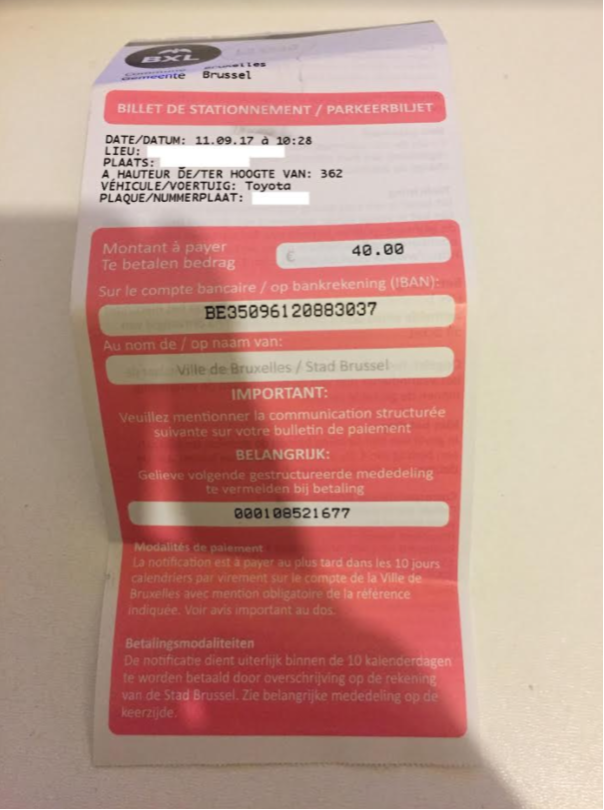 BXL
Gemeente Brussel
BILLET DE STATIONNEMENT / PARKEERBILJET
DATE/DATUM: 11.09.17 à 10:28
LIEU:
PLAATS:
A HAUTEUR DE/TER HOOGTE VAN: 362
VÉHICULE/VOERTUIG: Toyota
PLAQUE/NUMMERPLAAT:
Montant à payer
Te betalen bedrag
€ 40.00
Sur le compte bancaire / op bankrekening (IBAN):
BE35096120883037
Au nom de / op naam van:
Ville de Bruxelles / Stad Brussel
IMPORTANT:
Veuillez mentionner la communication structurée
suivante sur votre bulletin de paiement
BELANGRIJK:
Gelieve volgende gestructureerde mededeling
te vermelden bij betaling
000108521677
Modalités de paiement
La notification est à payer au plus tard dans les 10 jours
calendriers par virement sur le compte de la Ville de
Bruxelles avec mention obligatoire de la référence
indiquée. Voir avis important au dos.
Betalingsmodaliteiten
De notificatie dient uiterlijk binnen de 10 kalenderdagen
te worden betaald door overschrijving op de rekening
van de Stad Brussel. Zie belangrijke mededeling op de
keerzijde.